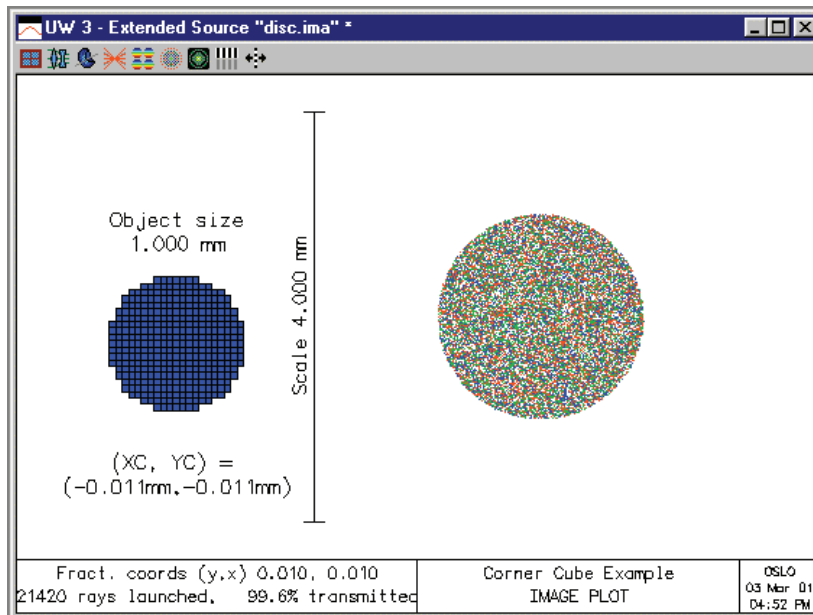 UW 3 - Extended Source "disc.ima" *
Object size
1.000 mm
Scale 4.000 mm
(XC, YC) =
(-0.011mm,-0.011mm)
Fract. coords (y,x) 0.010, 0.010
21420 rays launched,   99.6% transmitted
Corner Cube Example
IMAGE PLOT
OSLO
03 Mar 01
04:52 PM